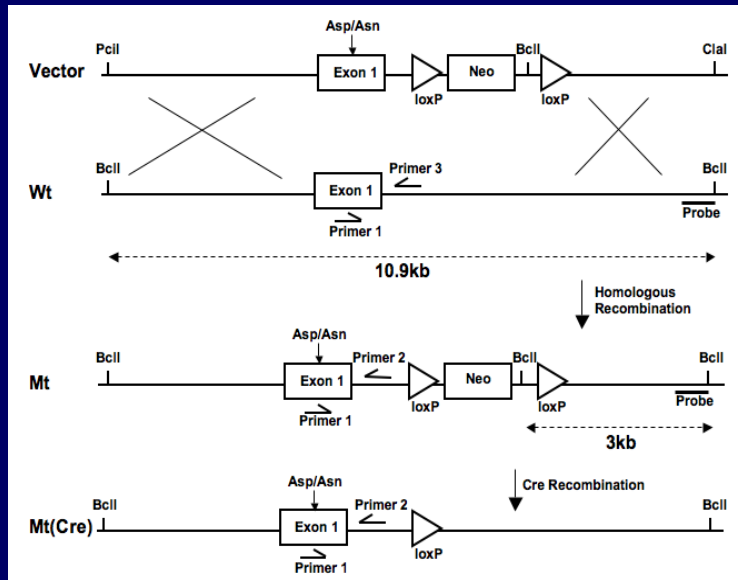 Asp/Asn
PciI BclI ClaI
Vector Exon 1 Neo
loxP loxP
BclI Primer 3 BclI
Wt Exon 1
Primer 1 Probe
10.9kb
Homologous
Recombination
Asp/Asn
BclI Primer 2 BclI BclI
Mt Exon 1 Neo
Primer 1 loxP loxP Probe
3kb
Cre Recombination
Asp/Asn
BclI Primer 2 BclI
Mt(Cre) Exon 1
Primer 1 loxP